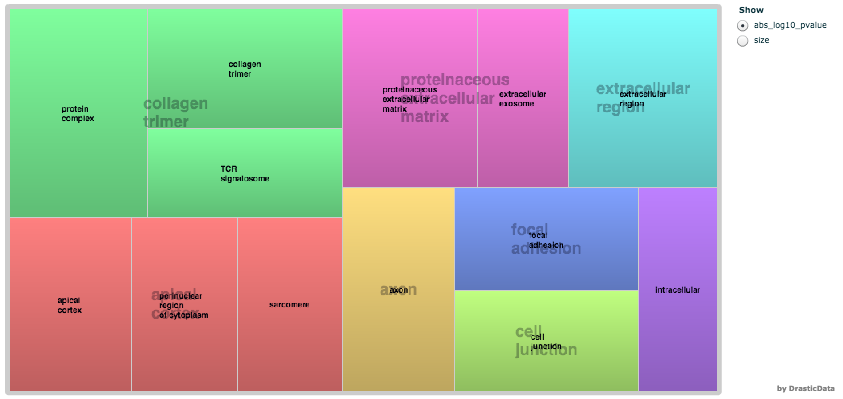 Show
abs_log10_pvalue
size
protein
complex
collagen
trimer
collagen
trimer
TCR
signalosome
proteinaceous
extracellular
matrix
proteinaceous
extracellular
matrix
extracellular
exosome
extracellular
region
extracellular
region
apical
cortex
apical
cortex
perinuclear
region
of cytoplasm
sarcomere
axon
axon
focal
adhesion
focal
adhesion
cell
junction
cell
junction
intracellular
by DrasticData